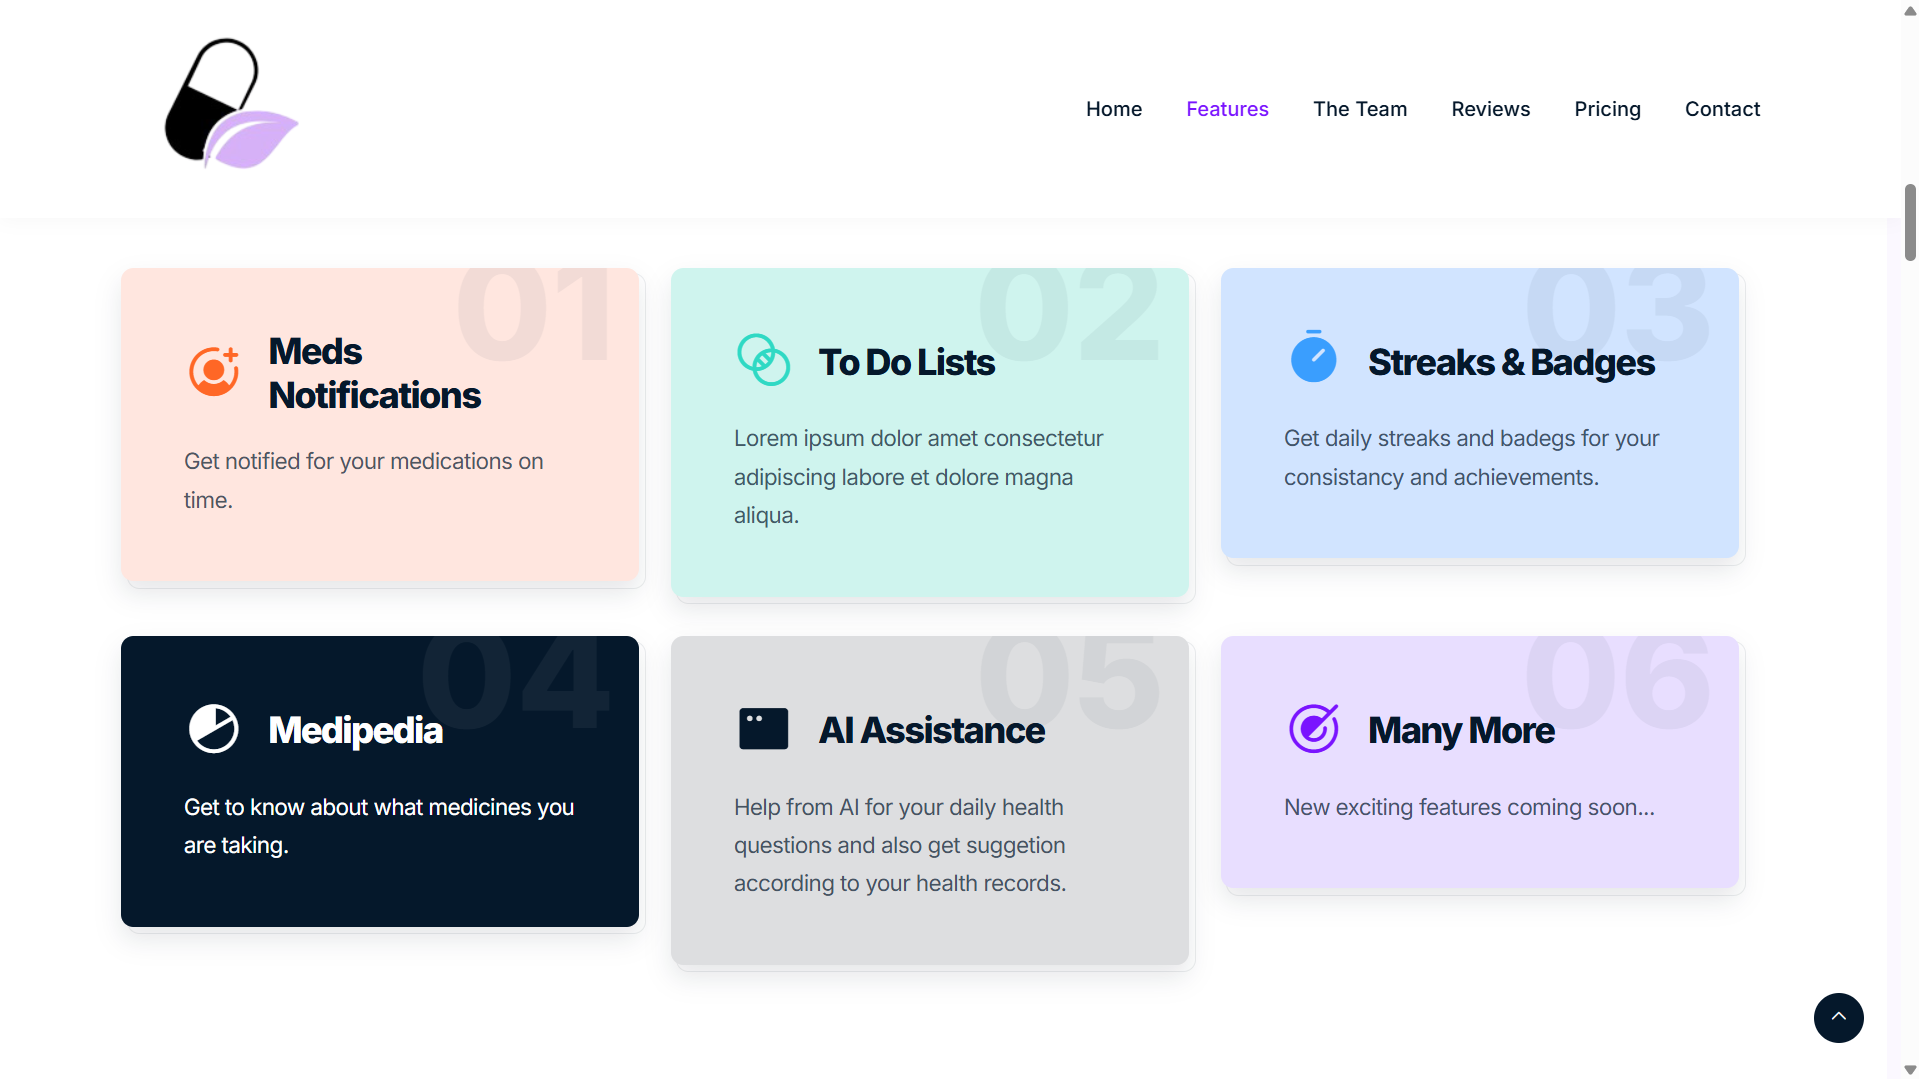 Home Features The Team Reviews Pricing Contact
01
Meds
Notifications
Get notified for your medications on
time.
02
To Do Lists
Lorem ipsum dolor amet consectetur
adipiscing labore et dolore magna
aliqua.
03
Streaks & Badges
Get daily streaks and badegs for your
consistancy and achievements.
04
Medipedia
Get to know about what medicines you
are taking.
05
AI Assistance
Help from AI for your daily health
questions and also get suggetion
according to your health records.
06
Many More
New exciting features coming soon...